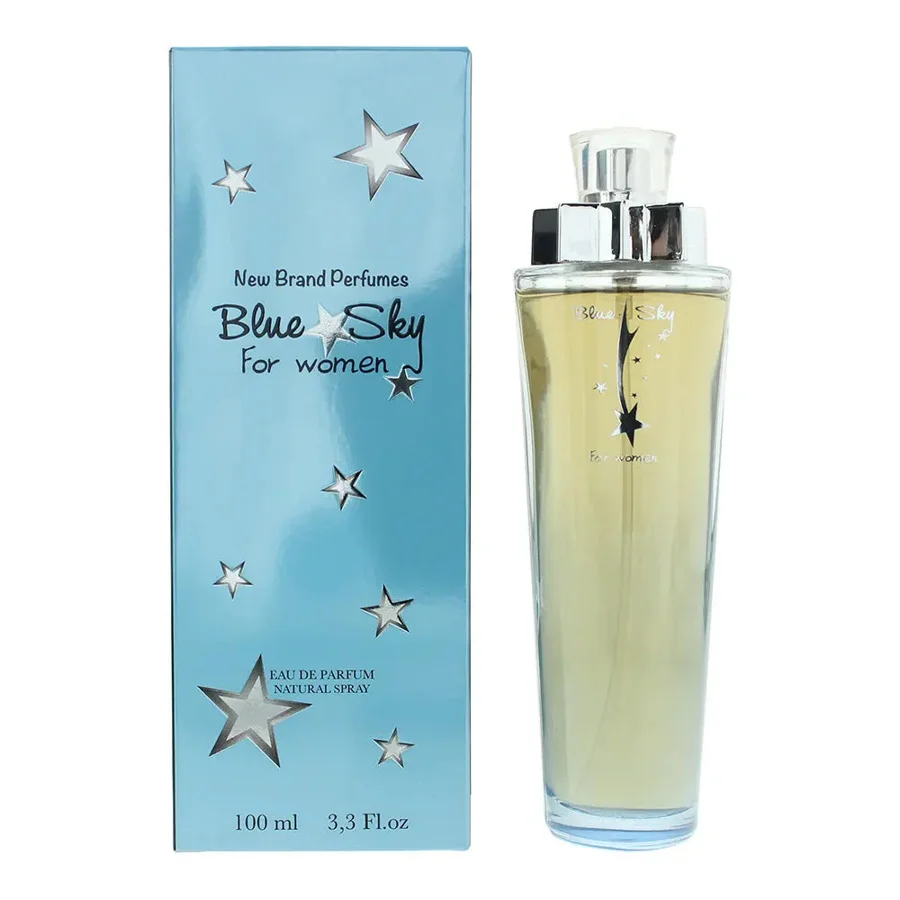 New Brand Perfumes
Blue Sky
For women
EAU DE PARFUM
NATURAL SPRAY
100 ml 3,3 Fl.oz
Blue Sky
For women